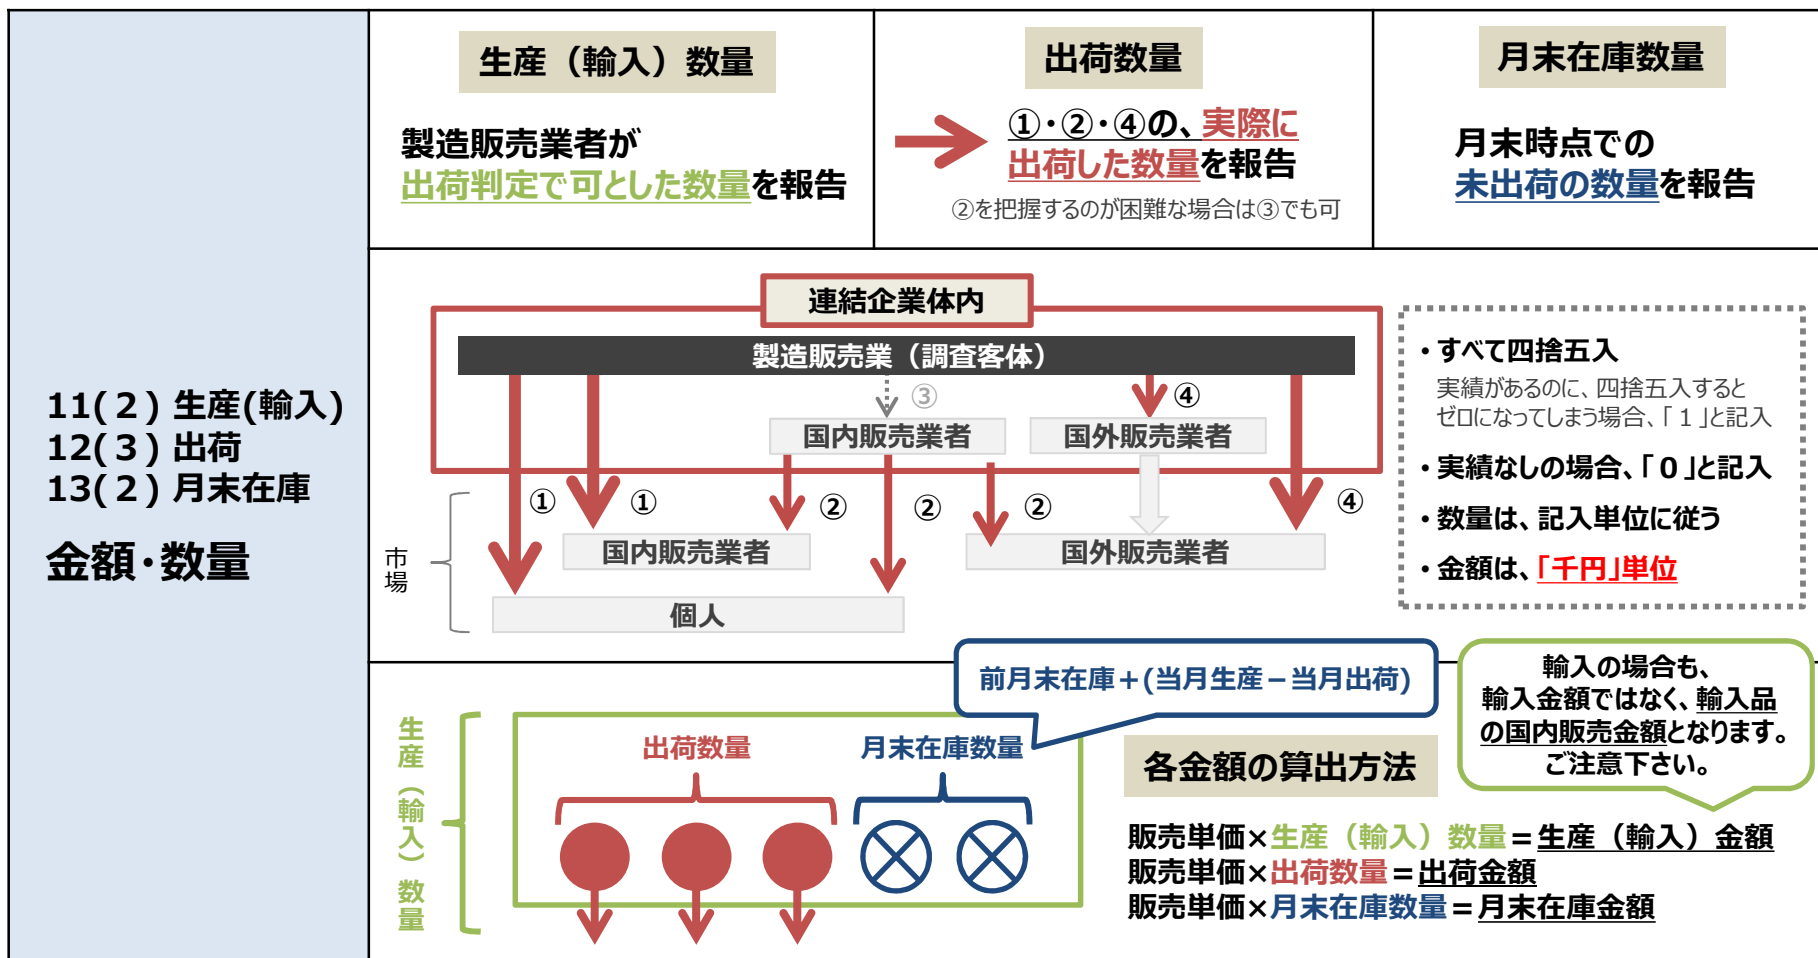 11(２) 生産(輸入)
12(３) 出荷
13(２) 月末在庫
金額・数量
生産（輸入）数量
製造販売業者が
出荷判定で可とした数量を報告
出荷数量
①・②・④の、実際に
出荷した数量を報告
②を把握するのが困難な場合は③でも可
月末在庫数量
月末時点での
未出荷の数量を報告
連結企業体内
製造販売業（調査客体）
③
④
国内販売業者
国外販売業者
①
①
②
②
②
④
国内販売業者
国外販売業者
市場
個人
・すべて四捨五入
実績があるのに、四捨五入すると
ゼロになってしまう場合、「１」と記入
・実績なしの場合、「０」と記入
・数量は、記入単位に従う
・金額は、「千円」単位
前月末在庫＋(当月生産－当月出荷)
輸入の場合も、
輸入金額ではなく、輸入品
の国内販売金額となります。
ご注意下さい。
生産（輸入）数量
出荷数量
月末在庫数量
各金額の算出方法
販売単価×生産（輸入）数量＝生産（輸入）金額
販売単価×出荷数量＝出荷金額
販売単価×月末在庫数量＝月末在庫金額